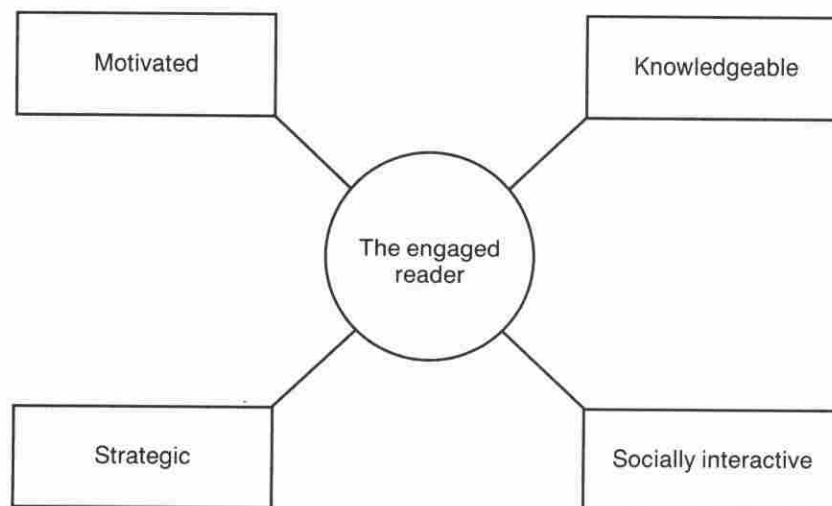 Motivated
Knowledgeable
The engaged
reader
Strategic
Socially interactive